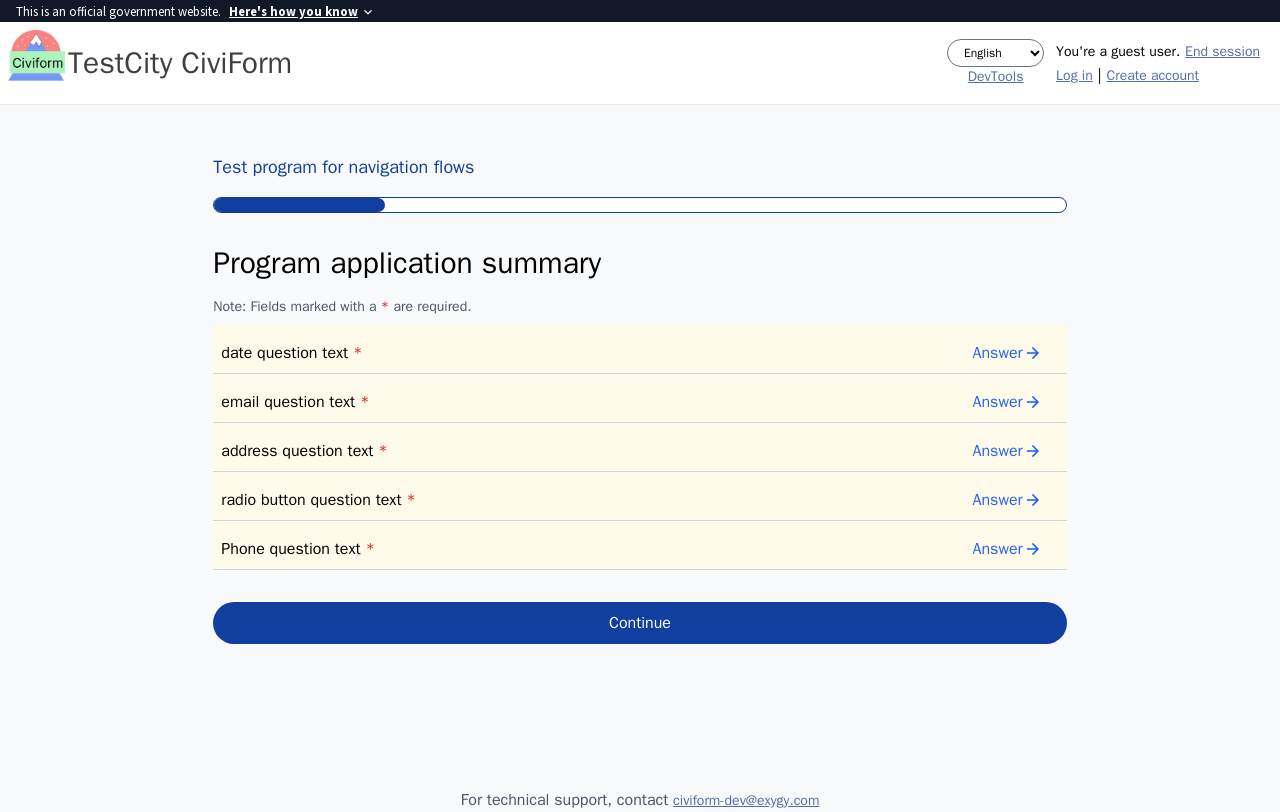 This is an official government website. Here's how you know
Civiform TestCity CiviForm
English
DevTools
You're a guest user. End session
Log in | Create account
Test program for navigation flows
Program application summary
Note: Fields marked with a * are required.
date question text * Answer
email question text * Answer
address question text * Answer
radio button question text * Answer
Phone question text * Answer
Continue
For technical support, contact civiform-dev@exygy.com